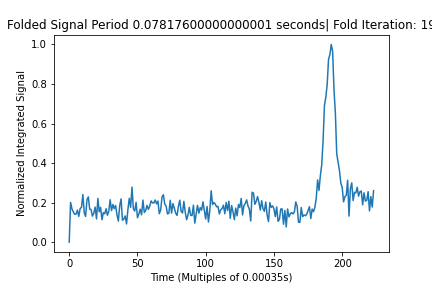 Folded Signal Period 0.07817600000000001 seconds| Fold Iteration: 19
1.0
0.8
0.6
0.4
0.2
0.0
Normalized Integrated Signal
0 50 100 150 200
Time (Multiples of 0.00035s)